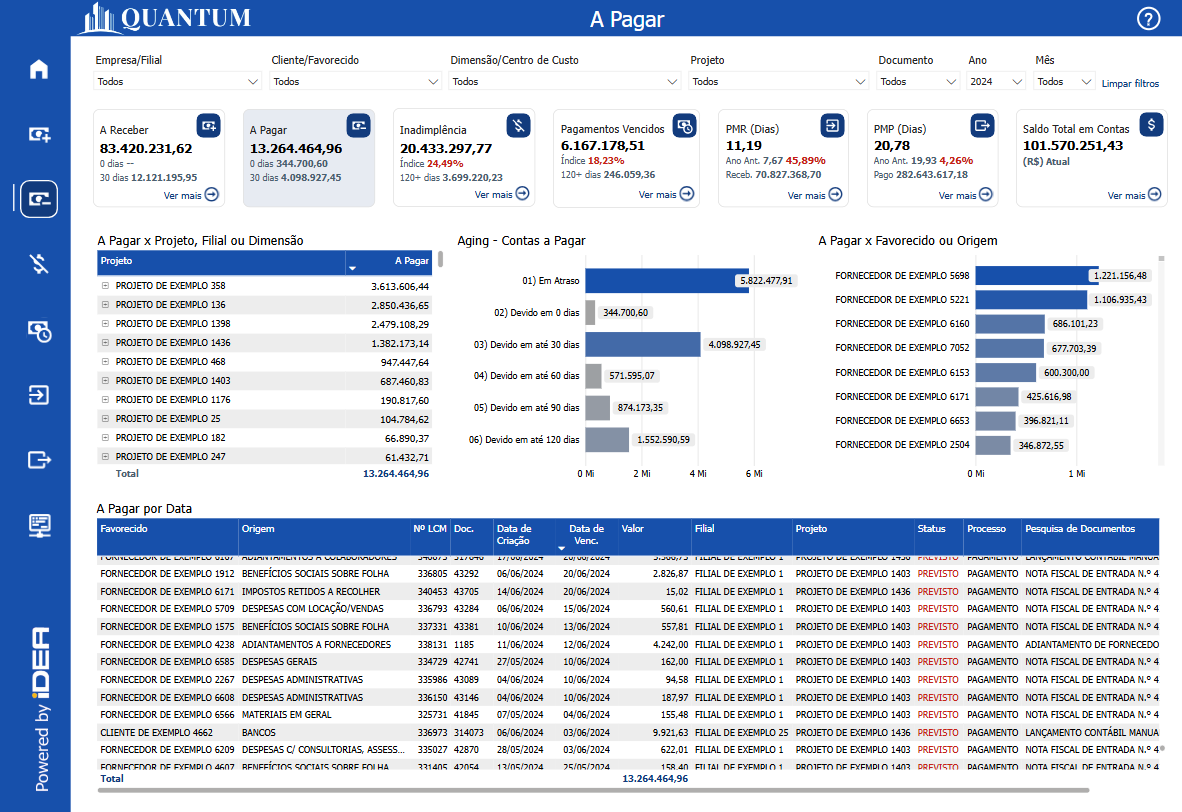 QUANTUM
A Pagar
?
Empresa/Filial Cliente/Favorecido Dimensão/Centro de Custo Projeto Documento Ano Mês
Todos Todos Todos Todos Todos 2024 Todos Limpar filtros
A Receber
83.420.231,62
0 dias --
30 dias 12.121.195,95
Ver mais
A Pagar
13.264.464,96
0 dias 344.700,60
30 dias 4.098.927,45
Inadimplência
20.433.297,77
Índice 24,49%
120+ dias 3.699.220,23
Ver mais
Pagamentos Vencidos
6.167.178,51
Índice 18,23%
120+ dias 246.059,36
Ver mais
PMR (Dias)
11,19
Ano Ant. 7,67 45,89%
Receb. 70.827.368,70
Ver mais
PMP (Dias)
20,78
Ano Ant. 19,93 4,26%
Pago 282.643.617,18
Ver mais
$
Saldo Total em Contas
101.570.251,43
(R$) Atual
Ver mais
A Pagar x Projeto, Filial ou Dimensão
Projeto A Pagar
PROJETO DE EXEMPLO 358 3.613.606,44
PROJETO DE EXEMPLO 136 2.850.436,65
PROJETO DE EXEMPLO 1398 2.479.108,29
PROJETO DE EXEMPLO 1436 1.382.173,14
PROJETO DE EXEMPLO 468 947.447,64
PROJETO DE EXEMPLO 1403 687.460,83
PROJETO DE EXEMPLO 1176 190.817,60
PROJETO DE EXEMPLO 25 104.784,62
PROJETO DE EXEMPLO 182 66.890,37
PROJETO DE EXEMPLO 247 61.432,71
Total 13.264.464,96
Aging - Contas a Pagar
01) Em Atraso 5.822.477,91
02) Devido em 0 dias 344.700,60
03) Devido em até 30 dias 4.098.927,45
04) Devido em até 60 dias 571.595,07
05) Devido em até 90 dias 874.173,35
06) Devido em até 120 dias 1.552.590,59
0 Mi 2 Mi 4 Mi 6 Mi
A Pagar x Favorecido ou Origem
FORNECEDOR DE EXEMPLO 5698 1.221.156,48
FORNECEDOR DE EXEMPLO 5221 1.106.935,43
FORNECEDOR DE EXEMPLO 6160 686.101,23
FORNECEDOR DE EXEMPLO 7052 677.703,39
FORNECEDOR DE EXEMPLO 6153 600.300,00
FORNECEDOR DE EXEMPLO 6171 425.616,98
FORNECEDOR DE EXEMPLO 6653 396.821,11
FORNECEDOR DE EXEMPLO 2504 346.872,55
0 Mi 1 Mi
A Pagar por Data
Favorecido Origem Nº LCM Doc. Data de Criação Data de Venc. Valor Filial Projeto Status Processo Pesquisa de Documentos
FORNECEDOR DE EXEMPLO 1912 BENEFÍCIOS SOCIAIS SOBRE FOLHA 336805 43292 06/06/2024 20/06/2024 2.826,87 FILIAL DE EXEMPLO 1 PROJETO DE EXEMPLO 1403 PREVISTO PAGAMENTO NOTA FISCAL DE ENTRADA N.º 4
FORNECEDOR DE EXEMPLO 6171 IMPOSTOS RETIDOS A RECOLHER 340453 43705 14/06/2024 20/06/2024 15,02 FILIAL DE EXEMPLO 1 PROJETO DE EXEMPLO 1436 PREVISTO PAGAMENTO NOTA FISCAL DE ENTRADA N.º 4
FORNECEDOR DE EXEMPLO 5709 DESPESAS COM LOCAÇÃO/VENDAS 336793 43284 06/06/2024 15/06/2024 560,61 FILIAL DE EXEMPLO 1 PROJETO DE EXEMPLO 1403 PREVISTO PAGAMENTO NOTA FISCAL DE ENTRADA N.º 4
FORNECEDOR DE EXEMPLO 1575 BENEFÍCIOS SOCIAIS SOBRE FOLHA 337331 43381 10/06/2024 13/06/2024 557,81 FILIAL DE EXEMPLO 1 PROJETO DE EXEMPLO 1403 PREVISTO PAGAMENTO NOTA FISCAL DE ENTRADA N.º 4
FORNECEDOR DE EXEMPLO 4238 ADIANTAMENTOS A FORNECEDORES 338131 1185 11/06/2024 12/06/2024 4.242,00 FILIAL DE EXEMPLO 1 PROJETO DE EXEMPLO 1403 PREVISTO PAGAMENTO ADIANTAMENTO DE FORNECEDO
FORNECEDOR DE EXEMPLO 6585 DESPESAS GERAIS 334729 42741 27/05/2024 10/06/2024 162,00 FILIAL DE EXEMPLO 1 PROJETO DE EXEMPLO 1403 PREVISTO PAGAMENTO NOTA FISCAL DE ENTRADA N.º 4
FORNECEDOR DE EXEMPLO 2267 DESPESAS ADMINISTRATIVAS 335986 43089 04/06/2024 10/06/2024 94,58 FILIAL DE EXEMPLO 1 PROJETO DE EXEMPLO 1403 PREVISTO PAGAMENTO NOTA FISCAL DE ENTRADA N.º 4
FORNECEDOR DE EXEMPLO 6608 DESPESAS ADMINISTRATIVAS 336150 43146 04/06/2024 10/06/2024 187,97 FILIAL DE EXEMPLO 1 PROJETO DE EXEMPLO 1403 PREVISTO PAGAMENTO NOTA FISCAL DE ENTRADA N.º 4
FORNECEDOR DE EXEMPLO 6566 MATERIAIS EM GERAL 325731 41845 07/05/2024 04/06/2024 155,48 FILIAL DE EXEMPLO 1 PROJETO DE EXEMPLO 1403 PREVISTO PAGAMENTO NOTA FISCAL DE ENTRADA N.º 4
CLIENTE DE EXEMPLO 4662 BANCOS 336973 314073 06/06/2024 03/06/2024 9.921,63 FILIAL DE EXEMPLO 25 PROJETO DE EXEMPLO 1436 PREVISTO PAGAMENTO LANÇAMENTO CONTÁBIL MANUA
FORNECEDOR DE EXEMPLO 6209 DESPESAS C/ CONSULTORIAS, ASSESS... 335027 42870 28/05/2024 03/06/2024 622,01 FILIAL DE EXEMPLO 1 PROJETO DE EXEMPLO 1403 PREVISTO PAGAMENTO NOTA FISCAL DE ENTRADA N.º 4
FORNECEDOR DE EXEMPLO 4607 BENEFÍCIOS SOCIAIS SOBRE FOLHA 331405 42054 13/05/2024 25/05/2024 158,40 FILIAL DE EXEMPLO 1 PROJETO DE EXEMPLO 1403 PREVISTO PAGAMENTO NOTA FISCAL DE ENTRADA N.º 4
Total 13.264.464,96
Powered by iDEA